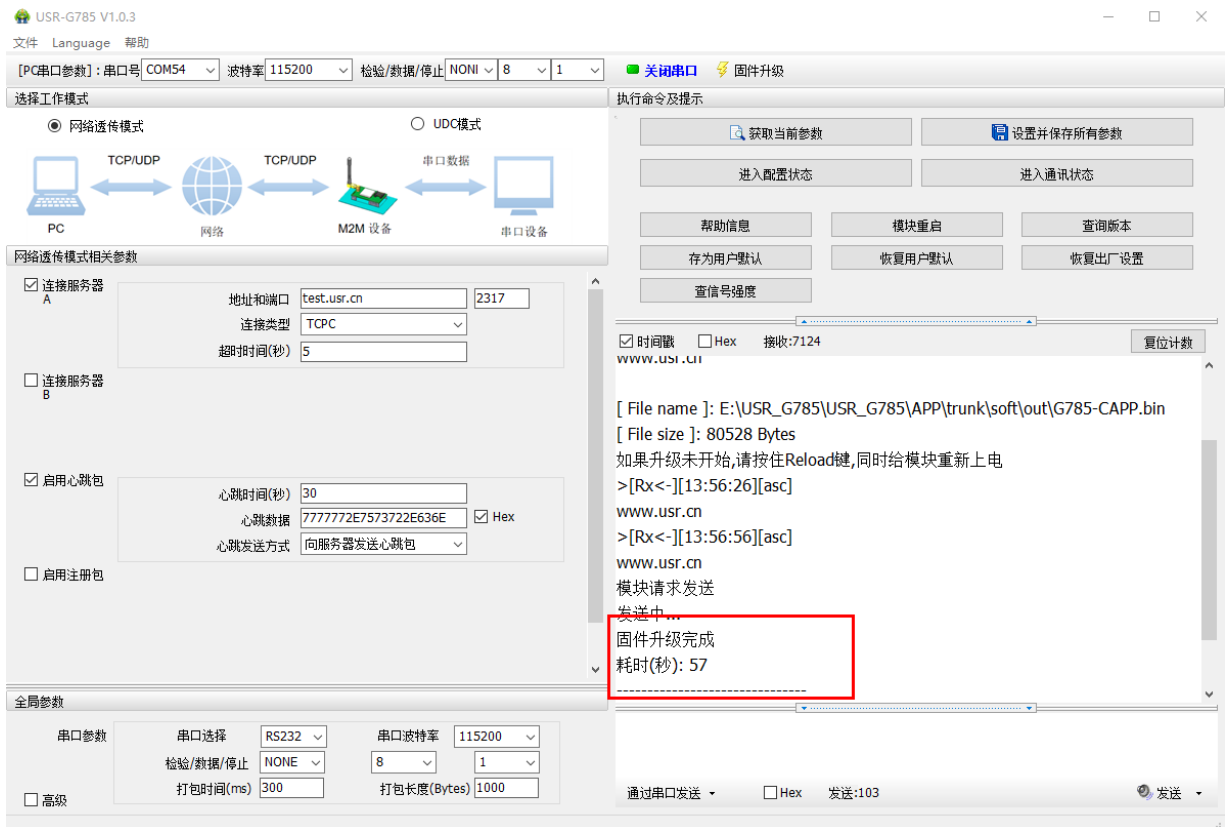 USR-G785 V1.0.3
文件 Language 帮助
[PC串口参数]：串口号 COM54 波特率 115200 检验/数据/停止 NONI 8 1 关闭串口 固件升级
选择工作模式
网络透传模式 UDC模式
TCP/UDP TCP/UDP 串口数据
PC 网络 M2M 设备 串口设备
网络透传模式相关参数
连接服务器
A
地址和端口 test.usr.cn 2317
连接类型 TCPC
超时时间(秒) 5
连接服务器
B
启用心跳包
心跳时间(秒) 30
心跳数据 7777772E7573722E636E Hex
心跳发送方式 向服务器发送心跳包
启用注册包
全局参数
串口参数 串口选择 RS232 串口波特率 115200
检验/数据/停止 NONE 8 1
打包时间(ms) 300 打包长度(Bytes) 1000
高级
执行命令及提示
获取当前参数 设置并保存所有参数
进入配置状态 进入通讯状态
帮助信息 模块重启 查询版本
存为用户默认 恢复用户默认 恢复出厂设置
查信号强度
时间戳 Hex 接收:7124 复位计数
www.usr.cn
[ File name ]: E:\USR_G785\USR_G785\APP\trunk\soft\out\G785-CAPP.bin
[ File size ]: 80528 Bytes
如果升级未开始,请按住Reload键,同时给模块重新上电
>[Rx<-][13:56:26][asc]
www.usr.cn
>[Rx<-][13:56:56][asc]
www.usr.cn
模块请求发送
发送中...
固件升级完成
耗时(秒): 57
-------------------------------
通过串口发送 Hex 发送:103 发送